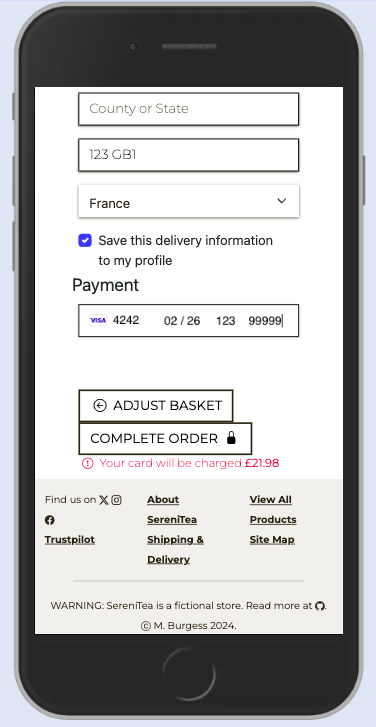 County or State
123 GB1
France
Save this delivery information
to my profile
Payment
VISA 4242 02 / 26 123 99999
ADJUST BASKET
COMPLETE ORDER
Your card will be charged £21.98
Find us on
Trustpilot
About
SereniTea
Shipping &
Delivery
View All
Products
Site Map
WARNING: SereniTea is a fictional store. Read more at .
© M. Burgess 2024.